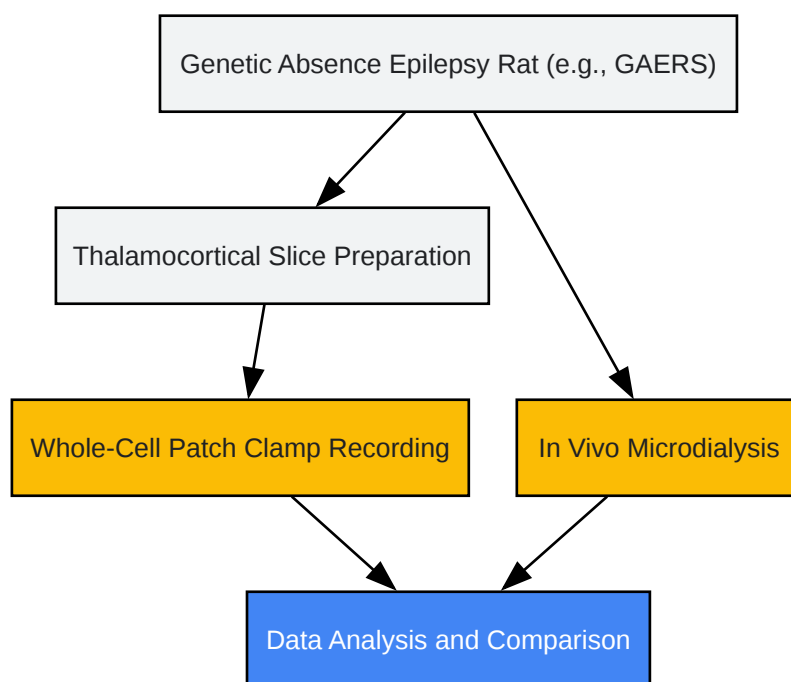 Genetic Absence Epilepsy Rat (e.g., GAERS)
Thalamocortical Slice Preparation
Whole-Cell Patch Clamp Recording
In Vivo Microdialysis
Data Analysis and Comparison